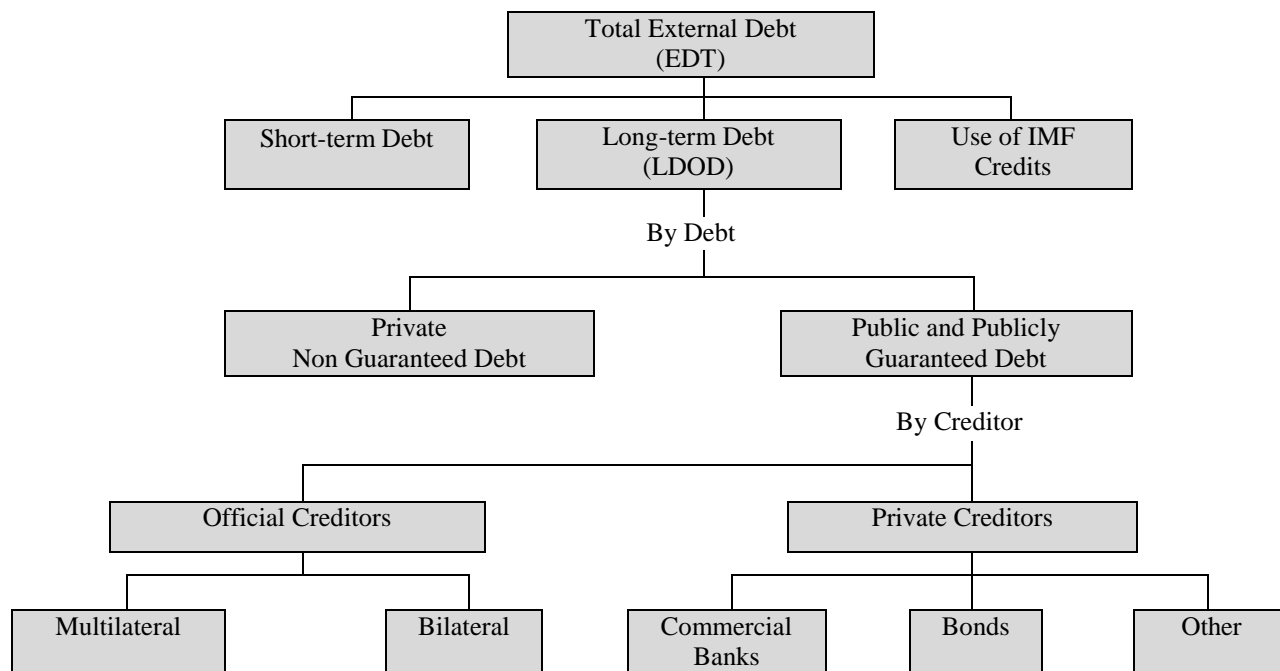 Total External Debt
(EDT)
Short-term Debt
Long-term Debt
(LDOD)
Use of IMF
Credits
By Debt
Private
Non Guaranteed Debt
Public and Publicly
Guaranteed Debt
By Creditor
Official Creditors
Private Creditors
Multilateral
Bilateral
Commercial
Banks
Bonds
Other